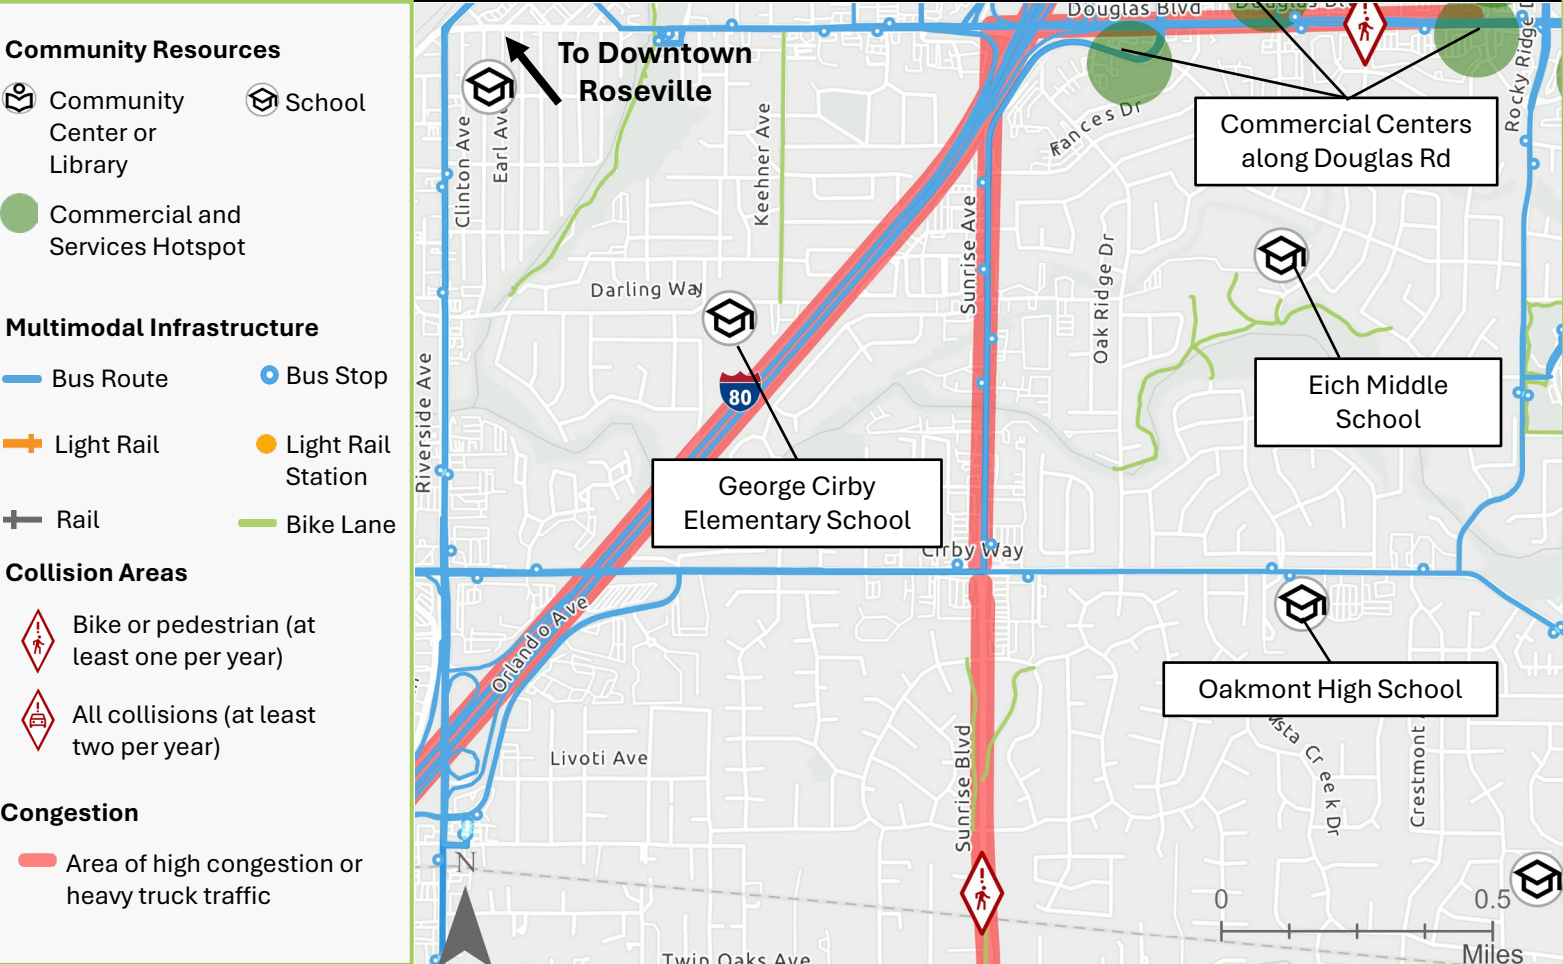 Community Resources
Community
Center or
Library
School
Commercial and
Services Hotspot
Multimodal Infrastructure
Bus Route
Bus Stop
Light Rail
Light Rail
Station
Rail
Bike Lane
Collision Areas
Bike or pedestrian (at
least one per year)
All collisions (at least
two per year)
Congestion
Area of high congestion or
heavy truck traffic
Douglas Blvd
To Downtown
Roseville
Commercial Centers
along Douglas Rd
Rocky Ridge
Clinton Ave
Earl Ave
Keehner Ave
Fances Dr
Sunrise Ave
Oak Ridge Dr
Darling Way
Riverside Ave
80
Eich Middle
School
George Cirby
Elementary School
Cirby Way
Orlando Ave
Oakmont High School
Livoti Ave
Sunrise Blvd
Creek Dr
Crestmont
N
0
0.5
Miles
Twin Oaks Ave